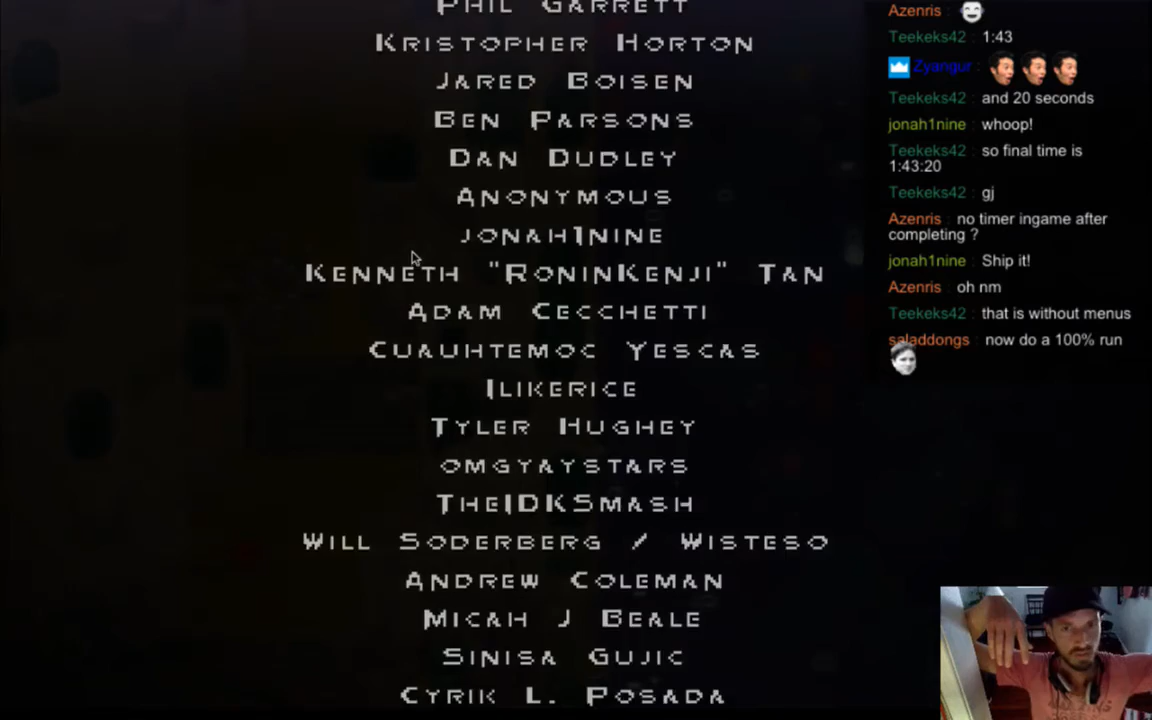 PHIL GARRETT
KRISTOPHER HORTON
JARED BOISEN
BEN PARSONS
DAN DUDLEY
ANONYMOUS
JONAH1NINE
KENNETH "RONINKENJI" TAN
ADAM CECCHETTI
CUAUHTEMOC YESCAS
ILIKERICE
TYLER HUGHEY
OMGYAYSTARS
THEIDKSMASH
WILL SODERBERG / WISTESO
ANDREW COLEMAN
MICAH J BEALE
SINISA GUJIC
CYRIK L. POSADA
Azenris :
Teekeks42 : 1:43
Zyangur :
Teekeks42 : and 20 seconds
jonah1nine : whoop!
Teekeks42 : so final time is
1:43:20
Teekeks42 : gj
Azenris : no timer ingame after
completing ?
jonah1nine : Ship it!
Azenris : oh nm
Teekeks42 : that is without menus
saladdongs : now do a 100% run